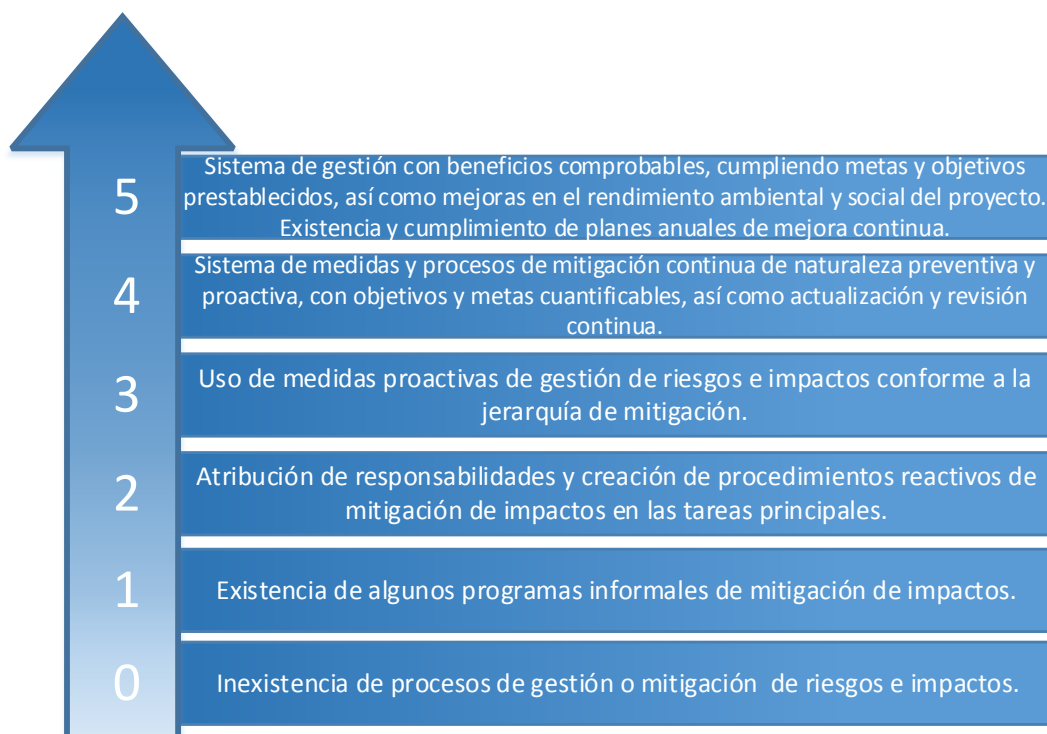 5
Sistema de gestión con beneficios comprobables, cumpliendo metas y objetivos
prestablecidos, así como mejoras en el rendimiento ambiental y social del proyecto.
Existencia y cumplimiento de planes anuales de mejora continua.
4
Sistema de medidas y procesos de mitigación continua de naturaleza preventiva y
proactiva, con objetivos y metas cuantificables, así como actualización y revisión
continua.
3
Uso de medidas proactivas de gestión de riesgos e impactos conforme a la
jerarquía de mitigación.
2
Atribución de responsabilidades y creación de procedimientos reactivos de
mitigación de impactos en las tareas principales.
1
Existencia de algunos programas informales de mitigación de impactos.
0
Inexistencia de procesos de gestión o mitigación de riesgos e impactos.